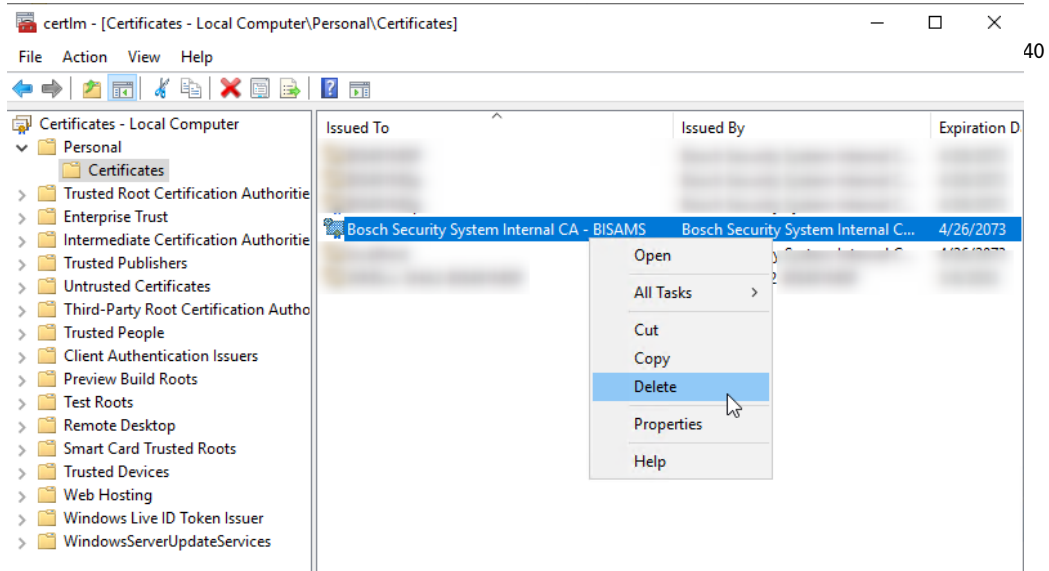 certlm - [Certificates - Local Computer\Personal\Certificates]
File Action View Help
40
Certificates - Local Computer
Personal
Certificates
Trusted Root Certification Authoritie
Enterprise Trust
Intermediate Certification Authoritie
Trusted Publishers
Untrusted Certificates
Third-Party Root Certification Autho
Trusted People
Client Authentication Issuers
Preview Build Roots
Test Roots
Remote Desktop
Smart Card Trusted Roots
Trusted Devices
Web Hosting
Windows Live ID Token Issuer
WindowsServerUpdateServices
Issued To Issued By Expiration D
Bosch Security System Internal CA - BISAMS Bosch Security System Internal C... 4/26/2073
Open
All Tasks
Cut
Copy
Delete
Properties
Help